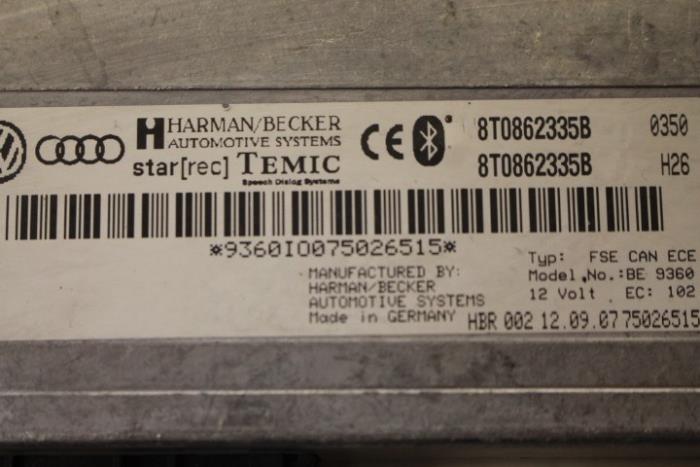 HARMAN/BECKER
AUTOMOTIVE SYSTEMS
star[rec] TEMIC
Speech Dialog Systems
CE
8T0862335B 0350
8T0862335B H26
*9360IO075026515*
MANUFACTURED BY:
HARMAN/BECKER
AUTOMOTIVE SYSTEMS
Made in GERMANY
Typ: FSE CAN ECE
Model.No.:BE 9360
12 Volt EC: 102
HBR 002 12.09.07 75026515